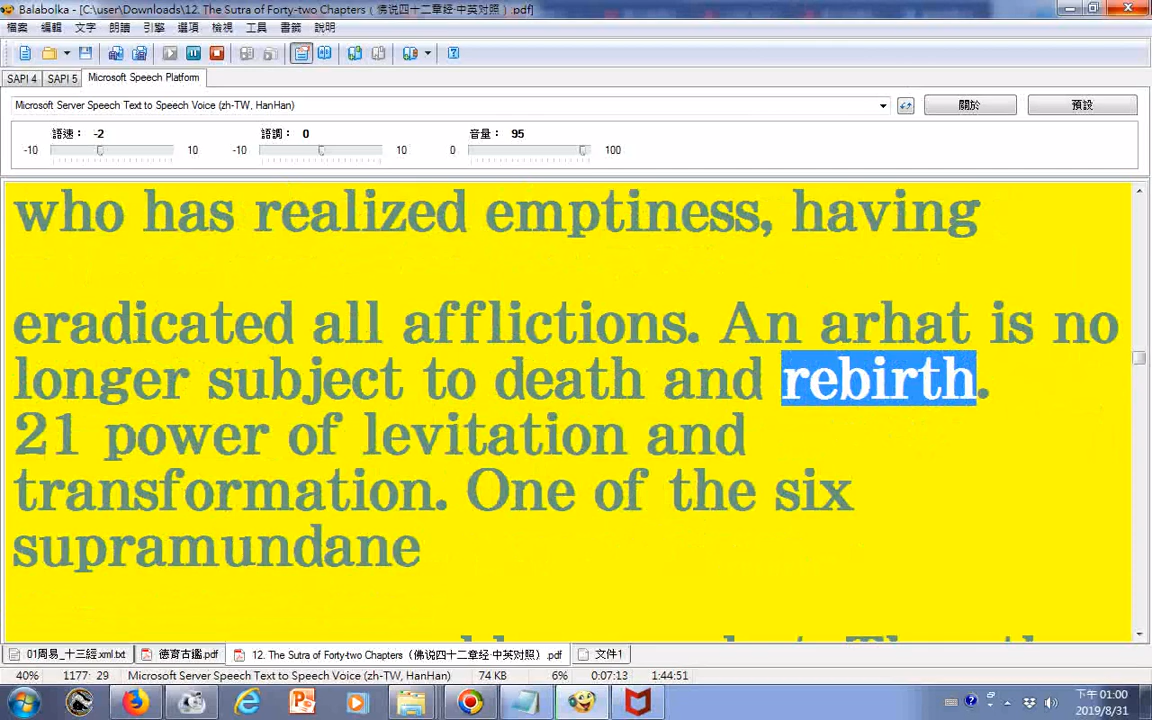 Balabolka - [C:\user\Downloads\12. The Sutra of Forty-two Chapters（佛说四十二章经·中英对照）.pdf]
檔案 編輯 文字 朗讀 引擎 選項 檢視 工具 書籤 說明
SAPI 4 SAPI 5 Microsoft Speech Platform
Microsoft Server Speech Text to Speech Voice (zh-TW, HanHan) 關於 預設
語速： -2 語調： 0 音量： 95
-10 10 -10 10 0 100
who has realized emptiness, having
eradicated all afflictions. An arhat is no
longer subject to death and rebirth.
21 power of levitation and
transformation. One of the six
supramundane
01周易_十三經.xml.txt 德育古鑑.pdf 12. The Sutra of Forty-two Chapters（佛说四十二章经·中英对照）.pdf 文件1
40% 1177: 29 Microsoft Server Speech Text to Speech Voice (zh-TW, HanHan) 74 KB 6% 0:07:13 1:44:51
下午 01:00
2019/8/31